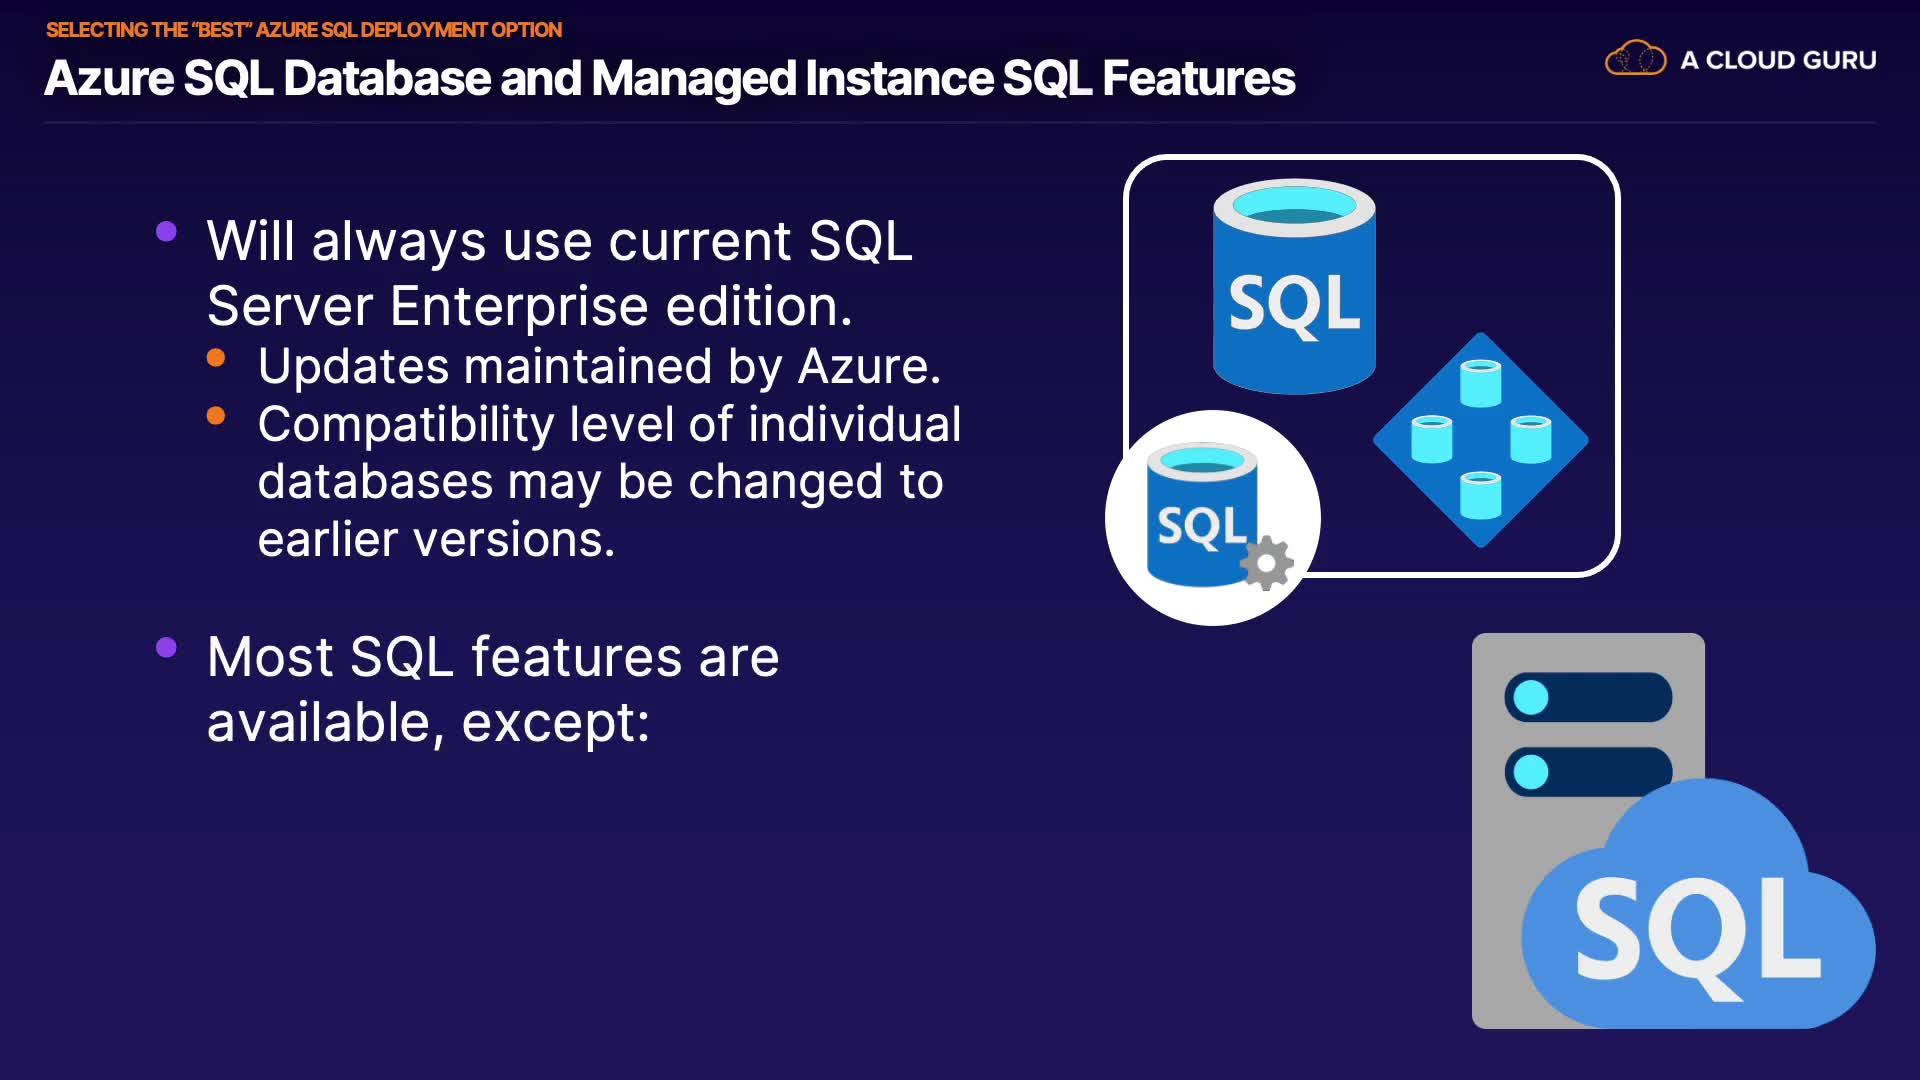 SELECTING THE “BEST” AZURE SQL DEPLOYMENT OPTION
Azure SQL Database and Managed Instance SQL Features
A CLOUD GURU
Will always use current SQL
Server Enterprise edition.
Updates maintained by Azure.
Compatibility level of individual
databases may be changed to
earlier versions.
Most SQL features are
available, except:
SQL
SQL
SQL